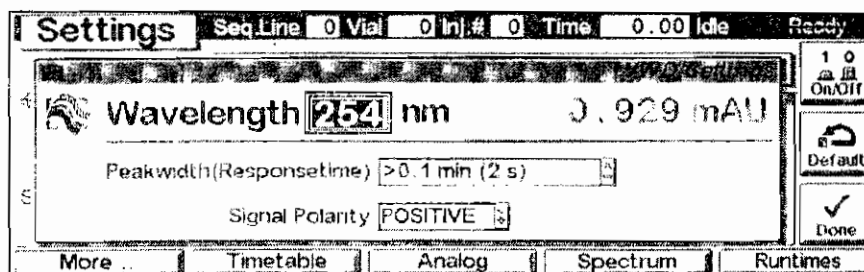 Settings Seq.Line 0 Vial 0 Inj.# 0 Time 0.00 Idle Ready
1 0
On/Off
Wavelength 254 nm 0.929 mAU
Peakwidth(Responsetime) >0.1 min (2 s)
Default
Signal Polarity POSITIVE
Done
More .. Timetable Analog Spectrum Runtimes